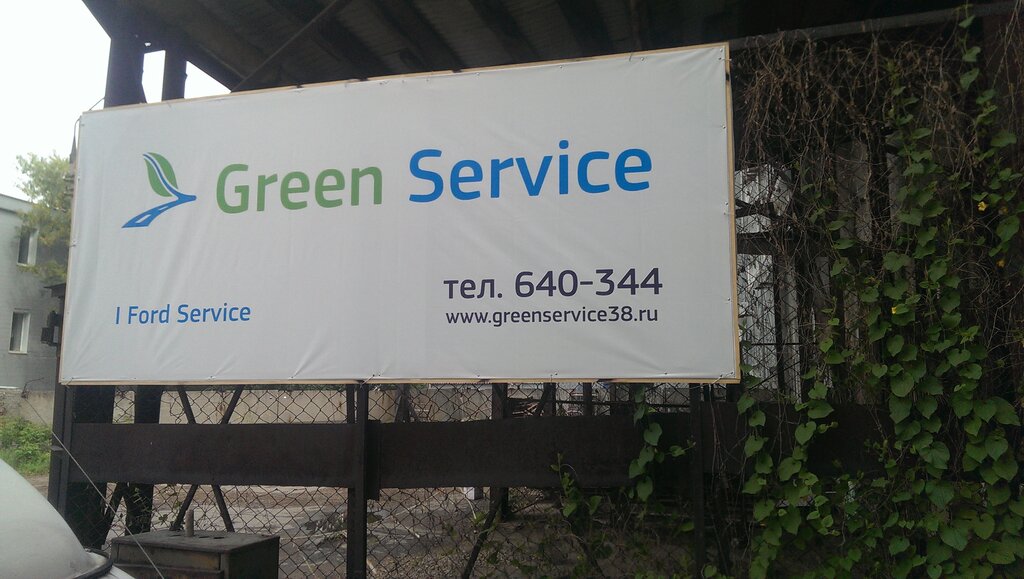 Green Service
тел. 640-344
www.greenservice38.ru
I Ford Service